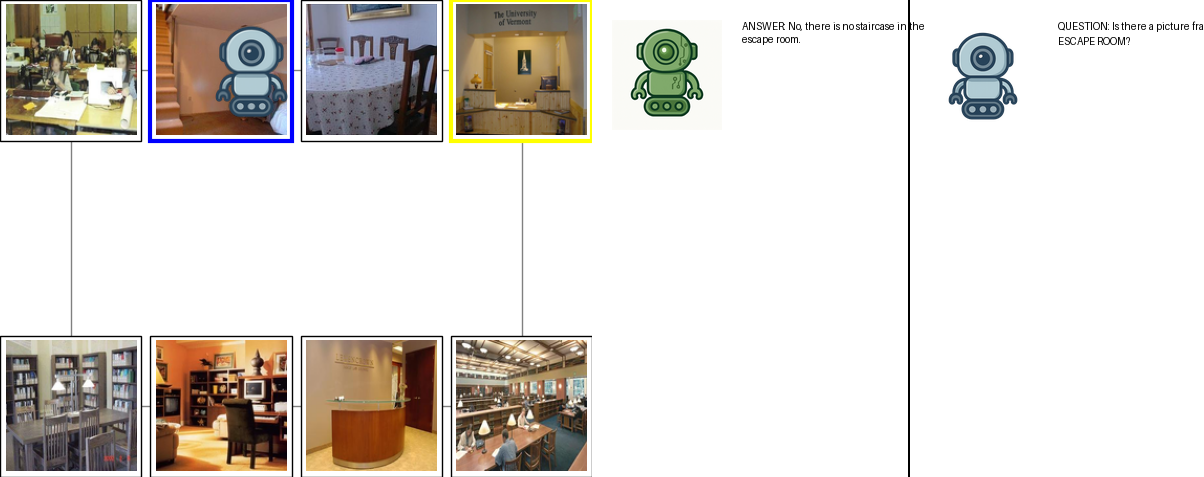 The University
of Vermont
ANSWER: No, there is no staircase in the
escape room.
QUESTION: Is there a picture fra
ESCAPE ROOM?